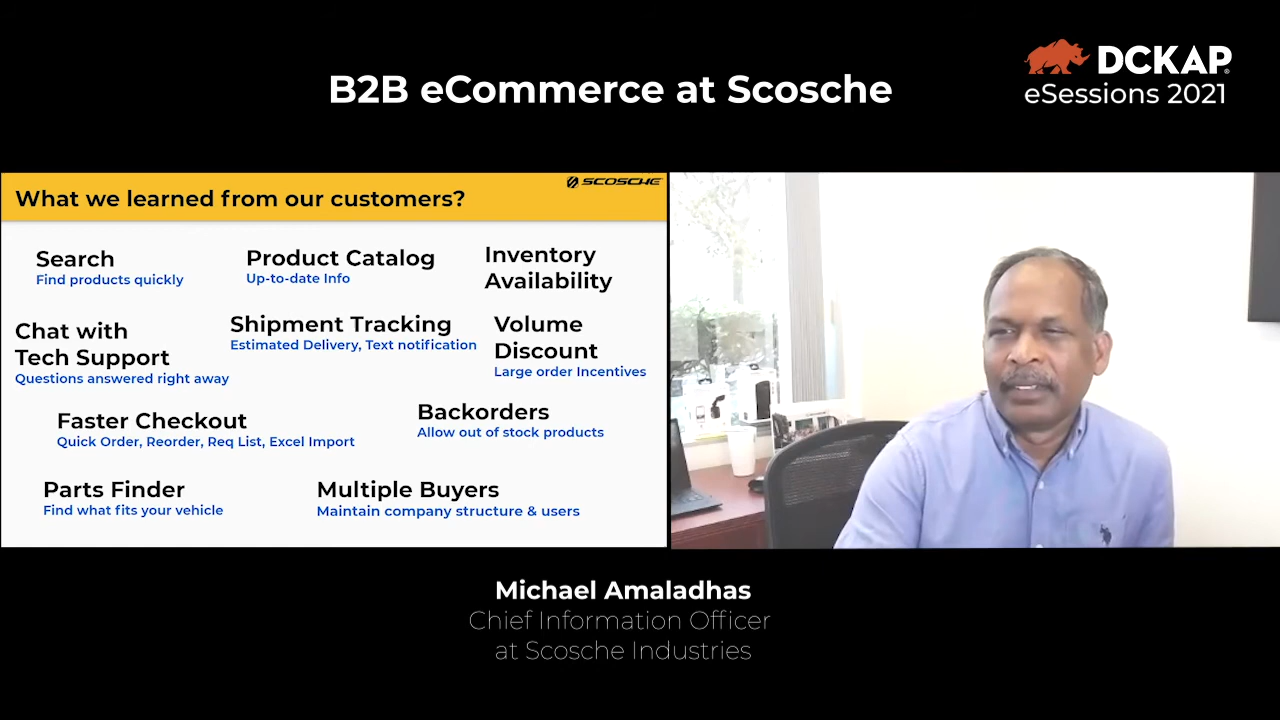 B2B eCommerce at Scosche
DCKAP
eSessions 2021
SCOSCHE
What we learned from our customers?
Search
Find products quickly
Product Catalog
Up-to-date Info
Inventory
Availability
Chat with
Tech Support
Questions answered right away
Shipment Tracking
Estimated Delivery, Text notification
Volume
Discount
Large order Incentives
Faster Checkout
Quick Order, Reorder, Req List, Excel Import
Backorders
Allow out of stock products
Parts Finder
Find what fits your vehicle
Multiple Buyers
Maintain company structure & users
Michael Amaladhas
Chief Information Officer
at Scosche Industries